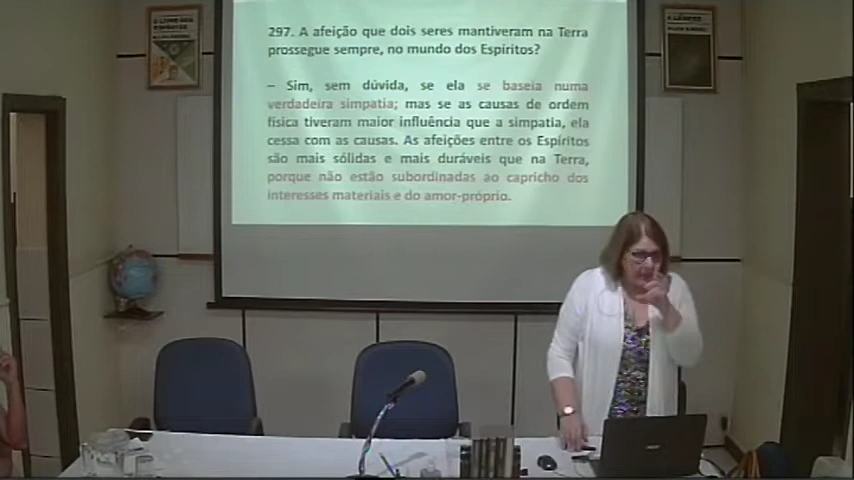 297. A afeição que dois seres mantiveram na Terra
prossegue sempre, no mundo dos Espíritos?
– Sim, sem dúvida, se ela se baseia numa
verdadeira simpatia; mas se as causas de ordem
física tiveram maior influência que a simpatia, ela
cessa com as causas. As afeições entre os Espíritos
são mais sólidas e mais duráveis que na Terra,
porque não estão subordinadas ao capricho dos
interesses materiais e do amor-próprio.